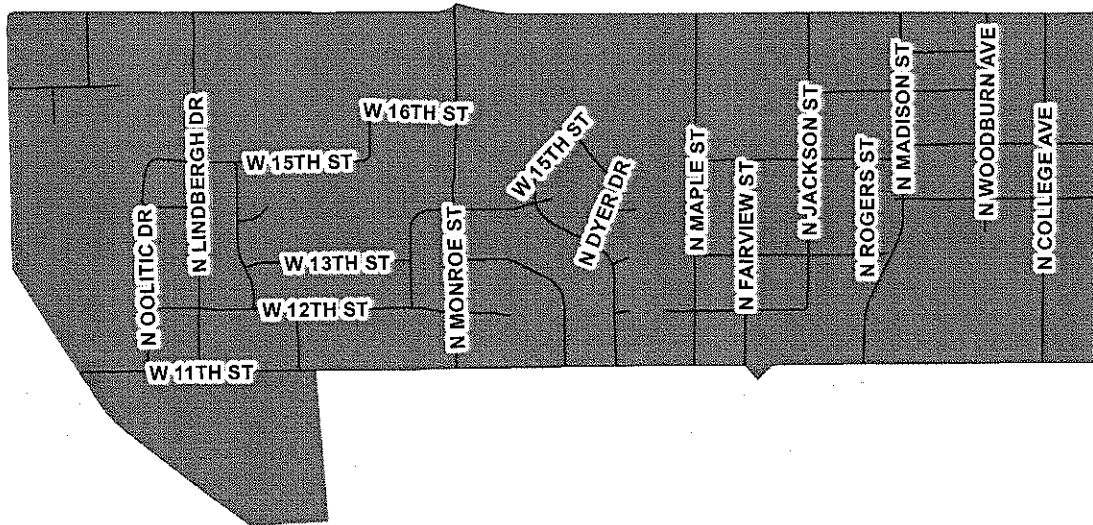 W 16TH ST
W 15TH ST
W 15TH ST
W 13TH ST
W 12TH ST
W 11TH ST
N OOLITIC DR
N LINDBERGH DR
N MONROE ST
N DYER DR
N MAPLE ST
N FAIRVIEW ST
N JACKSON ST
N ROGERS ST
N MADISON ST
N WOODBURN AVE
N COLLEGE AVE